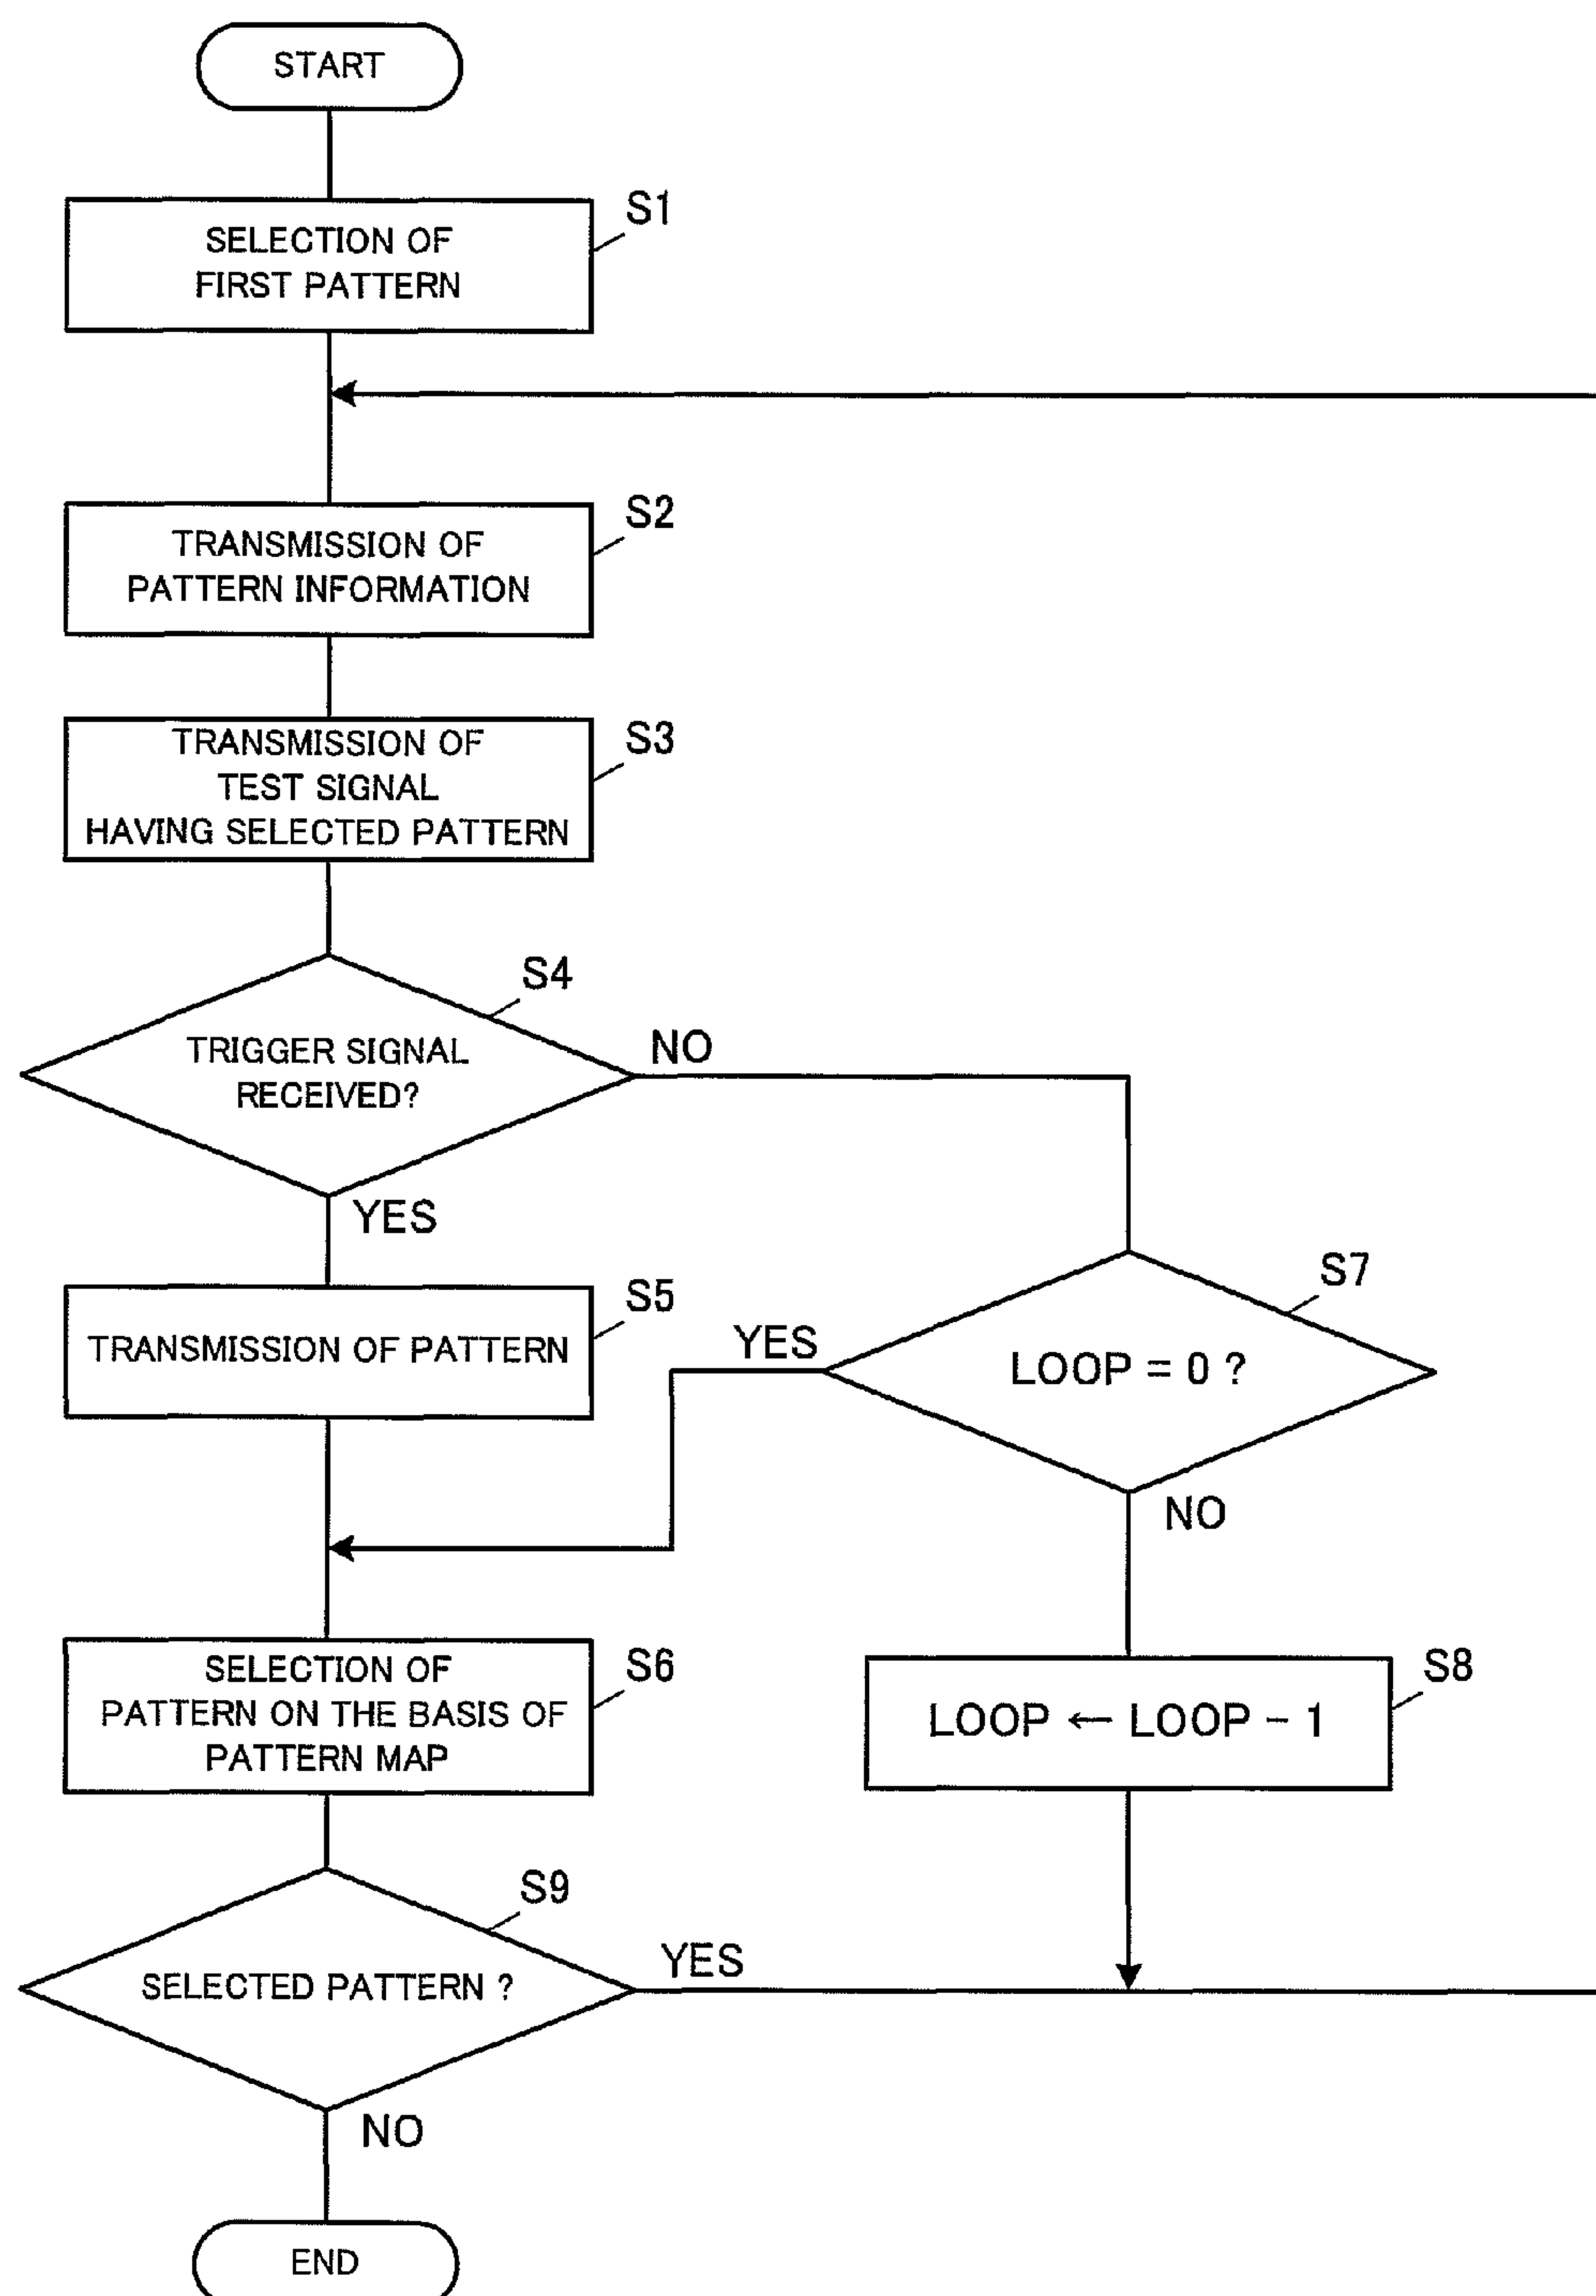 START
S1
SELECTION OF
FIRST PATTERN
S2
TRANSMISSION OF
PATTERN INFORMATION
S3
TRANSMISSION OF
TEST SIGNAL
HAVING SELECTED PATTERN
S4
TRIGGER SIGNAL
RECEIVED?
NO
YES
S5
TRANSMISSION OF PATTERN
S7
LOOP = 0 ?
YES
NO
S6
SELECTION OF
PATTERN ON THE BASIS OF
PATTERN MAP
S8
LOOP ← LOOP − 1
S9
SELECTED PATTERN ?
YES
NO
END